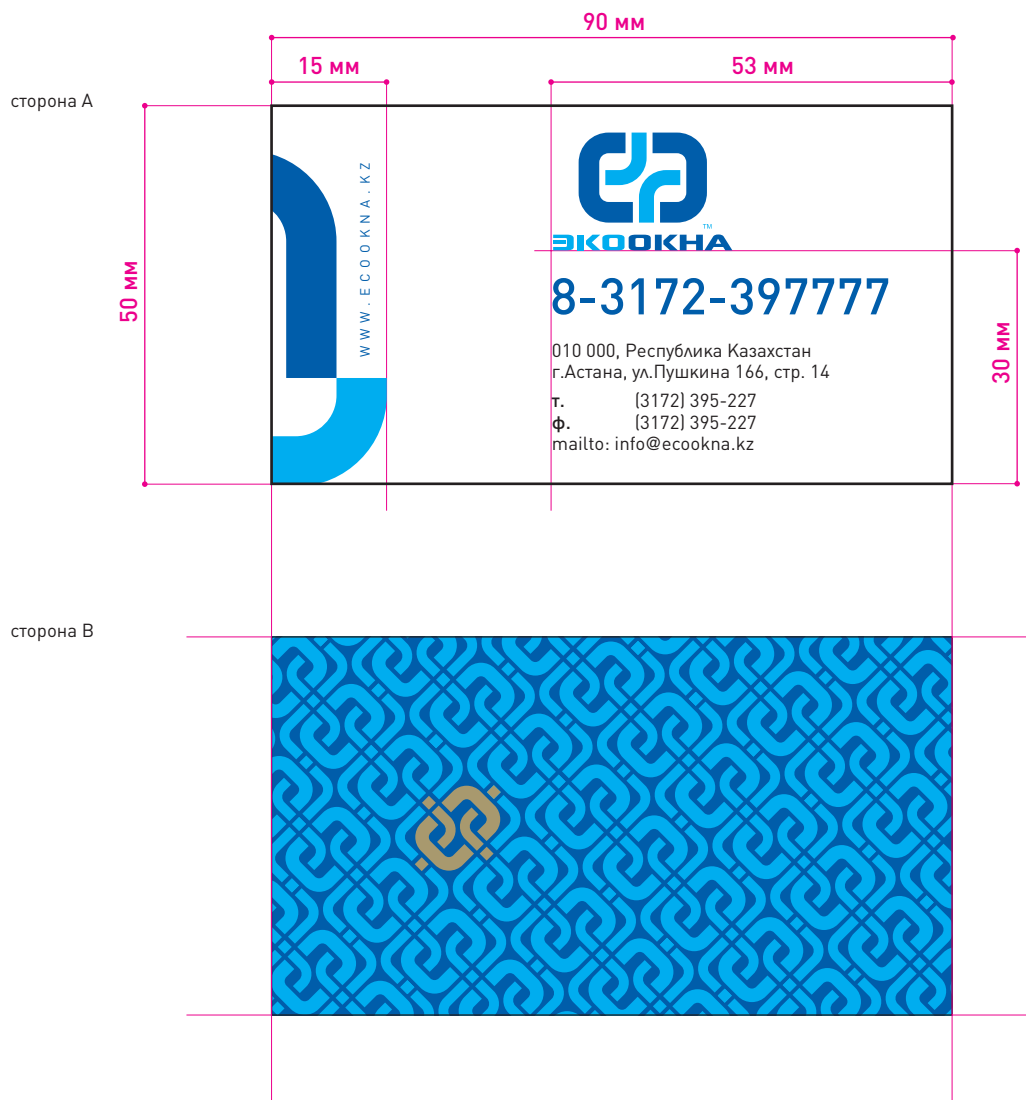 90 мм
15 мм
53 мм
сторона А
50 мм
WWW.ECOOKNA.KZ
TM
ЭКООКНА
8-3172-397777
30 мм
010 000, Республика Казахстан
г.Астана, ул.Пушкина 166, стр. 14
т. (3172) 395-227
ф. (3172) 395-227
mailto: info@ecookna.kz
сторона В